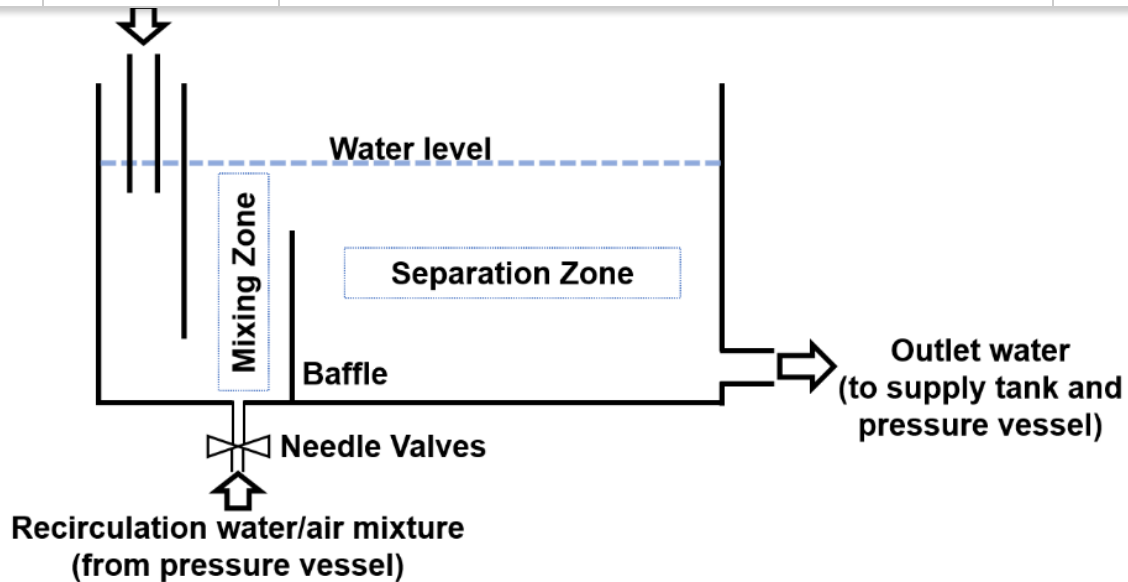 Water level
Mixing Zone
Separation Zone
Baffle
Outlet water
(to supply tank and
pressure vessel)
Needle Valves
Recirculation water/air mixture
(from pressure vessel)